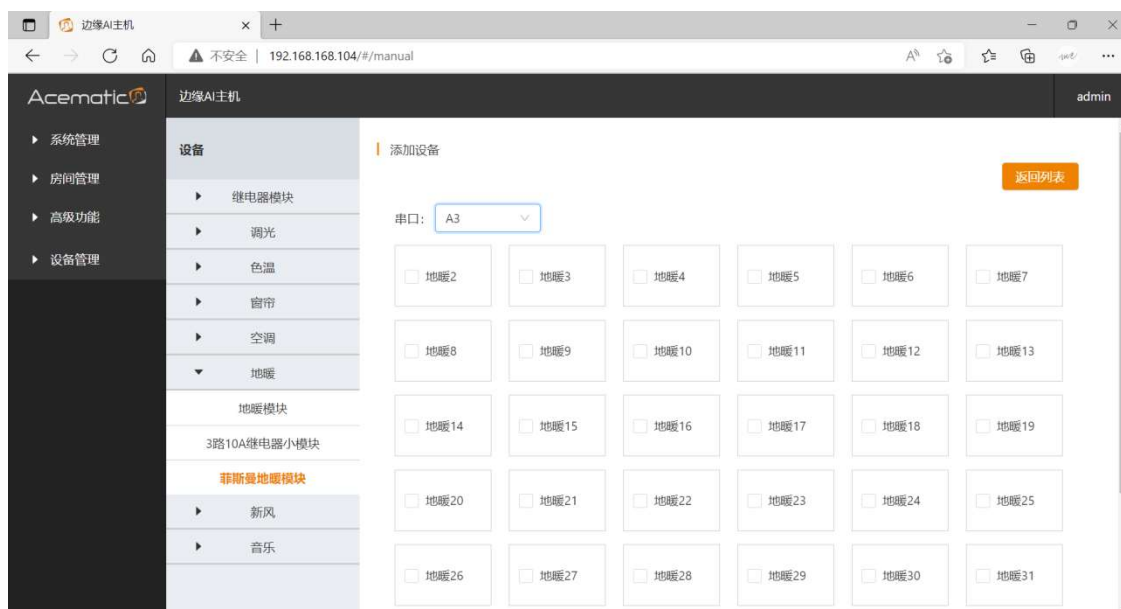 边缘AI主机
不安全 | 192.168.168.104/#/manual
Acematic 边缘AI主机 admin
系统管理
房间管理
高级功能
设备管理
设备
继电器模块
调光
色温
窗帘
空调
地暖
地暖模块
3路10A继电器小模块
菲斯曼地暖模块
新风
音乐
添加设备
返回列表
串口: A3
地暖2 地暖3 地暖4 地暖5 地暖6 地暖7
地暖8 地暖9 地暖10 地暖11 地暖12 地暖13
地暖14 地暖15 地暖16 地暖17 地暖18 地暖19
地暖20 地暖21 地暖22 地暖23 地暖24 地暖25
地暖26 地暖27 地暖28 地暖29 地暖30 地暖31